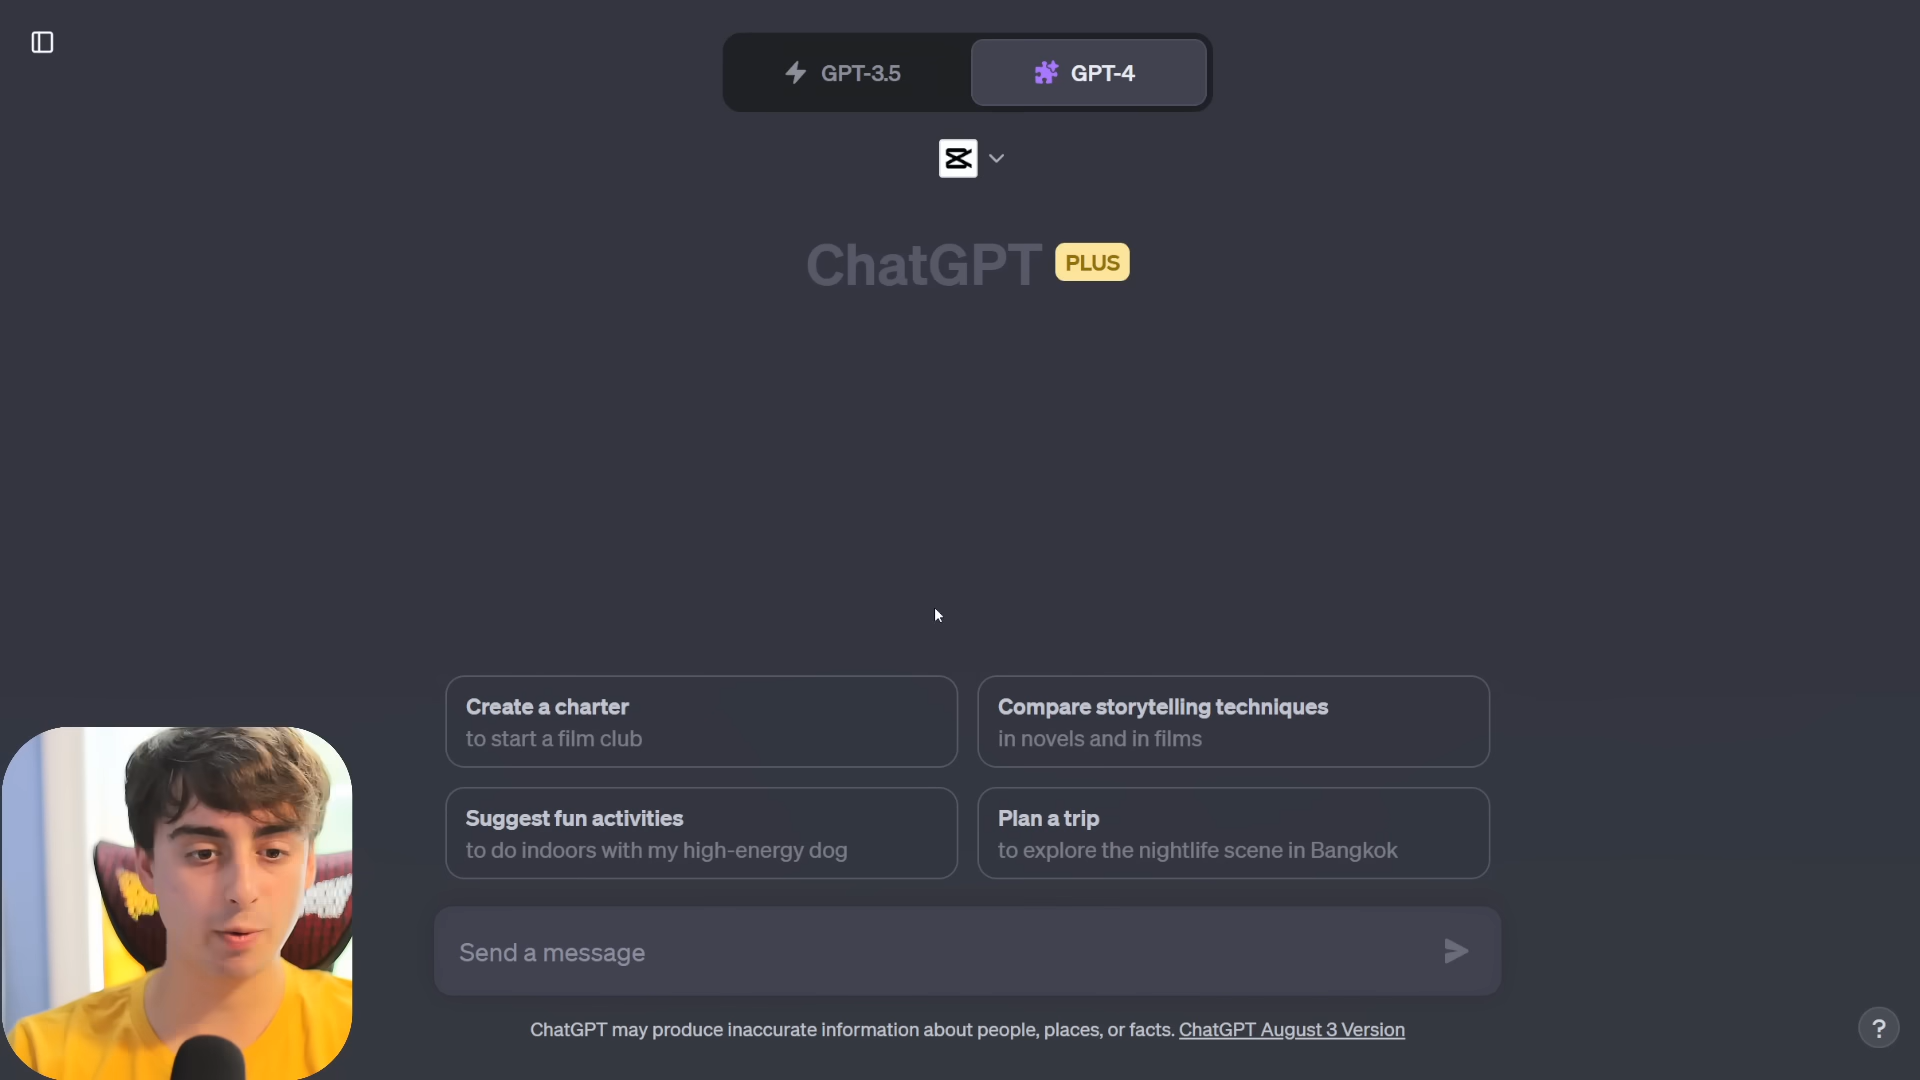 GPT-3.5
GPT-4
ChatGPT PLUS
Create a charter
to start a film club
Compare storytelling techniques
in novels and in films
Suggest fun activities
to do indoors with my high-energy dog
Plan a trip
to explore the nightlife scene in Bangkok
Send a message
ChatGPT may produce inaccurate information about people, places, or facts. ChatGPT August 3 Version
?